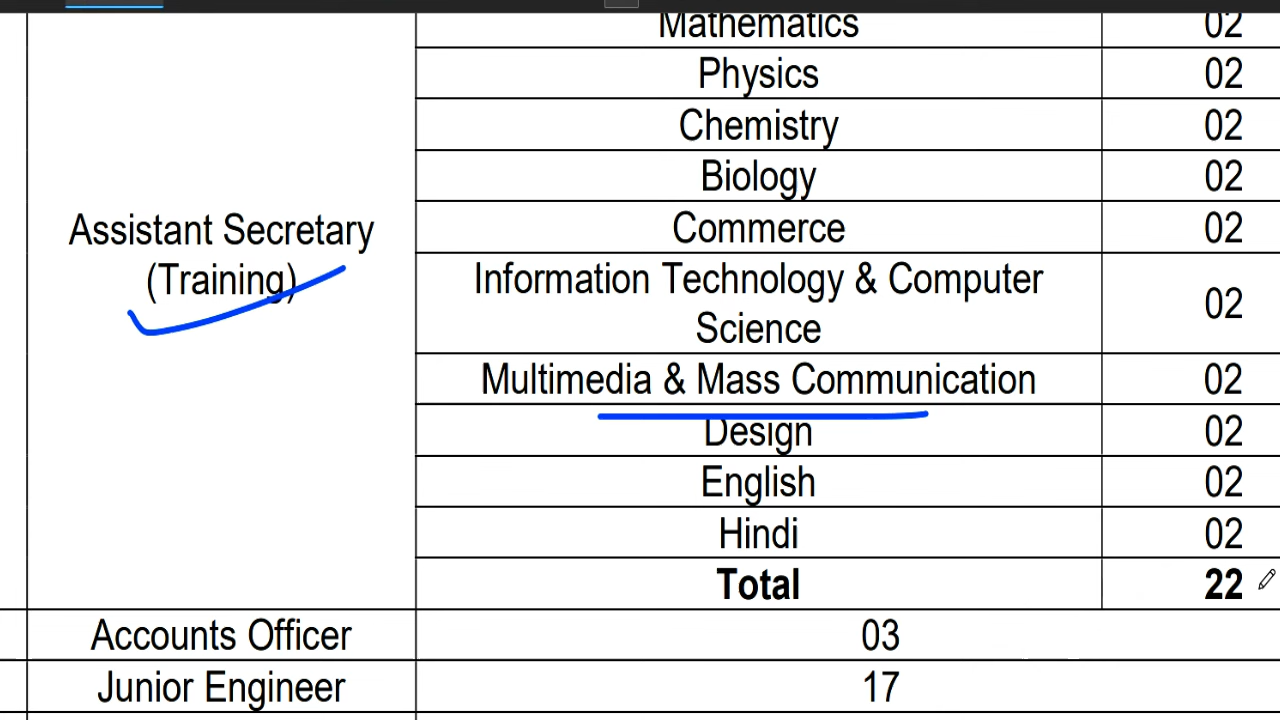 Mathematics 02
Physics 02
Chemistry 02
Biology 02
Assistant Secretary
(Training)
Commerce 02
Information Technology & Computer
Science 02
Multimedia & Mass Communication 02
Design 02
English 02
Hindi 02
Total 22
Accounts Officer 03
Junior Engineer 17